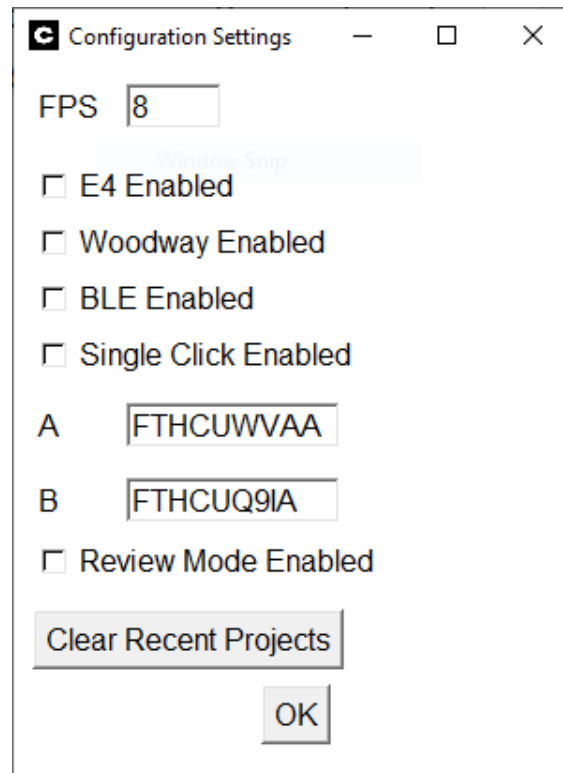 Configuration Settings
FPS 8
Window Snip
E4 Enabled
Woodway Enabled
BLE Enabled
Single Click Enabled
A FTHCUWVAA
B FTHCUQ9IA
Review Mode Enabled
Clear Recent Projects
OK